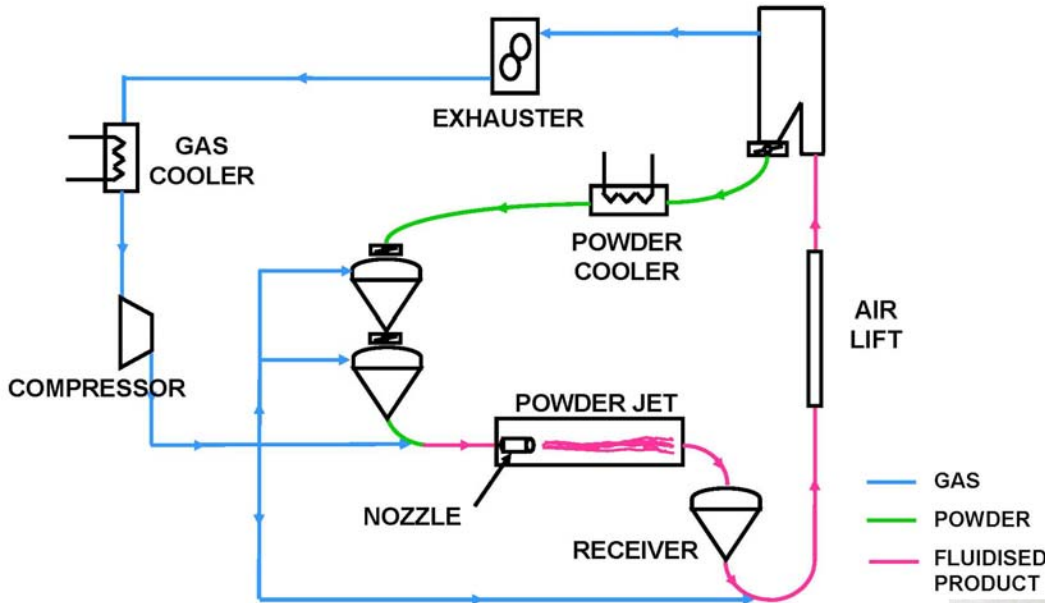 EXHAUSTER
GAS
COOLER
POWDER
COOLER
AIR
LIFT
COMPRESSOR
POWDER JET
NOZZLE
RECEIVER
GAS
POWDER
FLUIDISED
PRODUCT